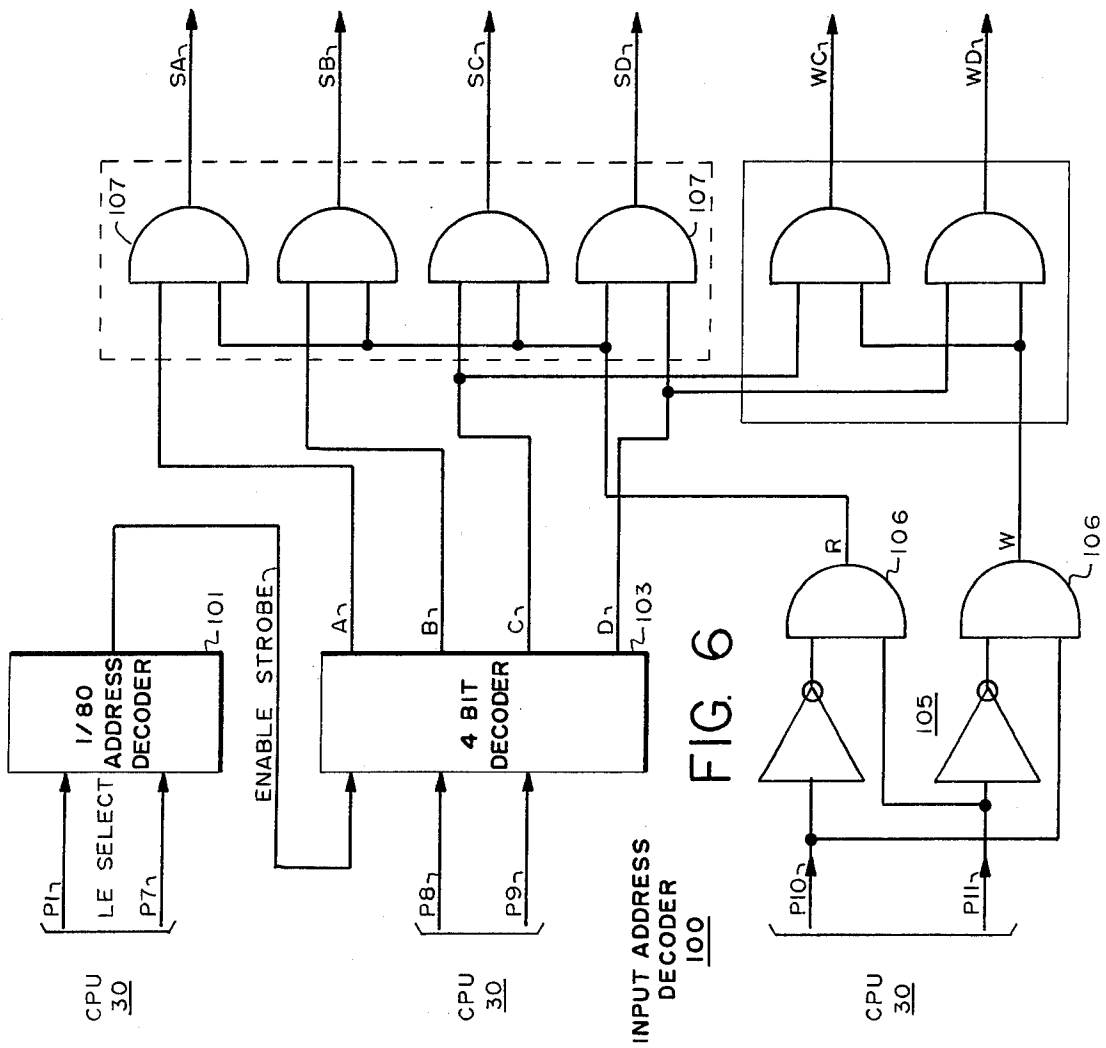 CPU
30
P1
LE SELECT
P7
1/80
ADDRESS
DECODER
101
ENABLE STROBE
CPU
30
P8
P9
4 BIT
DECODER
103
A
B
C
D
107
107
SA
SB
SC
SD
WC
WD
INPUT ADDRESS
DECODER
100
FIG. 6
CPU
30
P10
P11
105
R
106
W
106